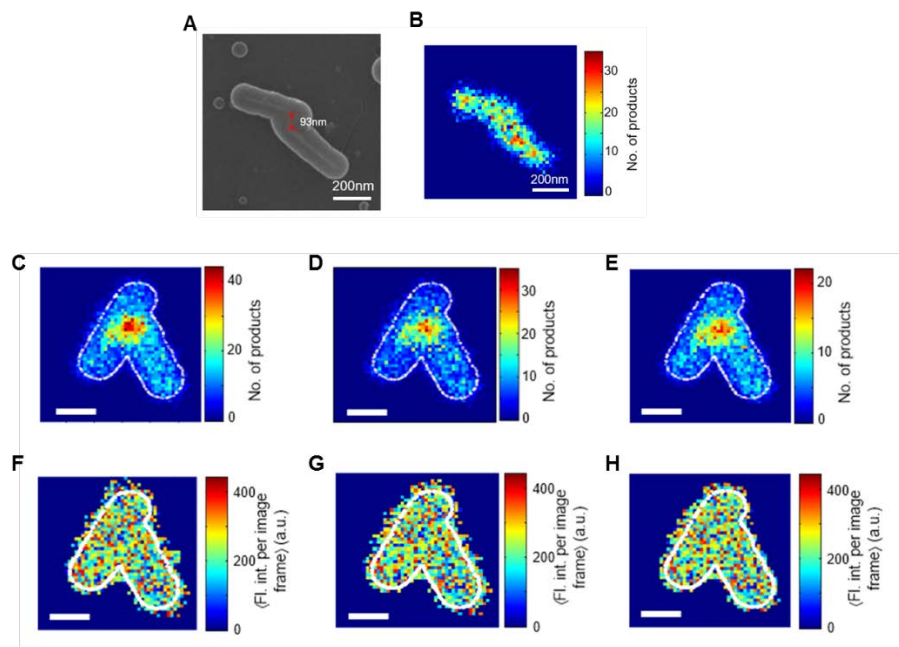 A
93nm
200nm
B
30
20
10
0
No. of products
200nm
C
40
20
0
No. of products
D
30
20
10
0
No. of products
E
20
10
0
No. of products
F
400
200
0
⟨Fl. int. per image
frame⟩ (a.u.)
G
400
200
0
⟨Fl. int. per image
frame⟩ (a.u.)
H
400
200
0
⟨Fl. int. per image
frame⟩ (a.u.)